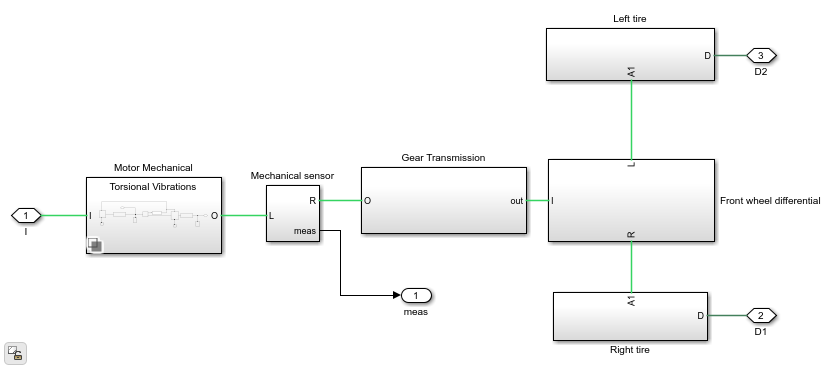 Left tire
D
3
D2
A1
Motor Mechanical
Torsional Vibrations
Mechanical sensor
Gear Transmission
L
1
I
I
O
L
R
meas
O
out
I
Front wheel differential
R
1
meas
A1
D
2
D1
Right tire